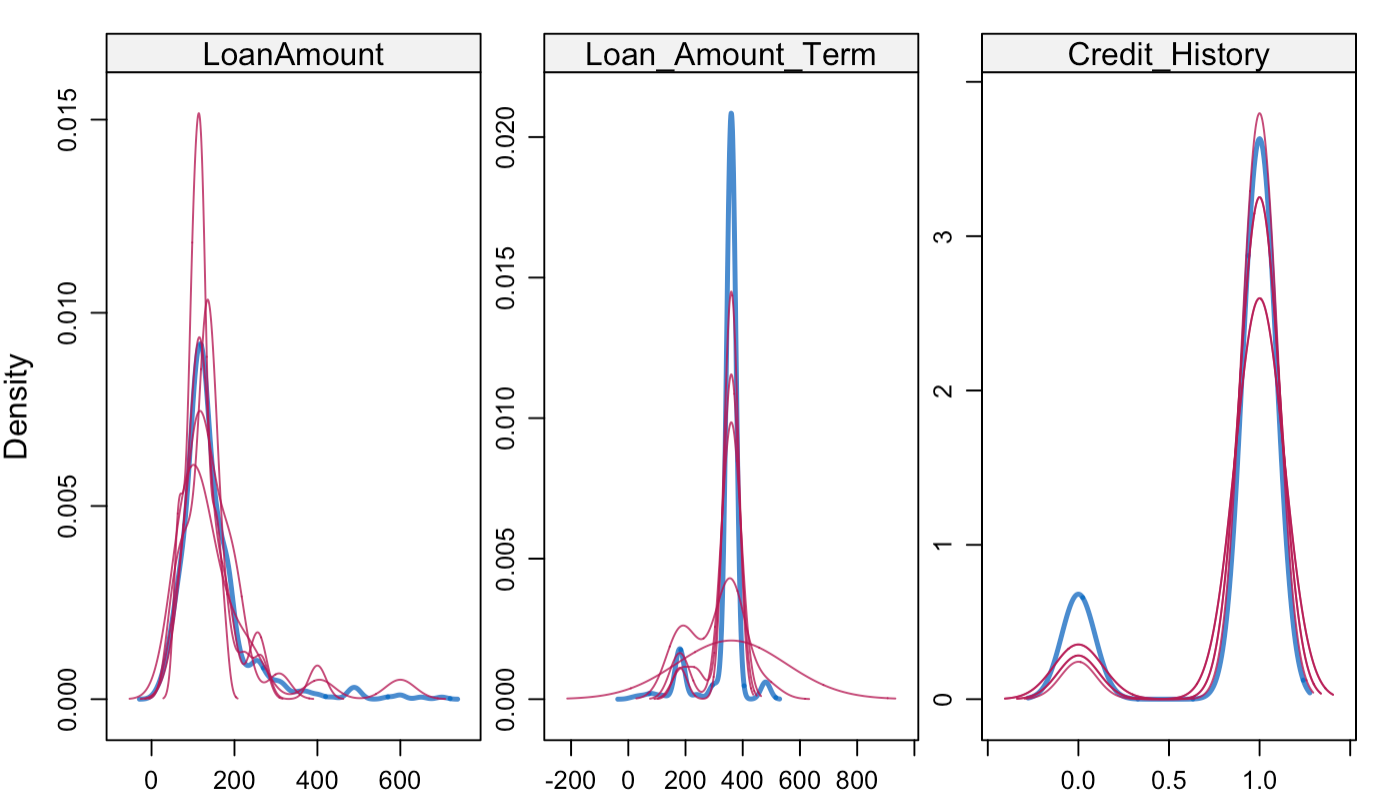 LoanAmount
Loan_Amount_Term
Credit_History
Density
0.000 0.005 0.010 0.015
0 200 400 600
0.000 0.005 0.010 0.015 0.020
-200 0 200 400 600 800
0 1 2 3
0.0 0.5 1.0